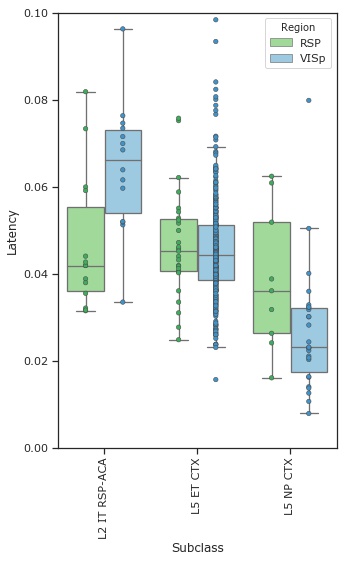 0.10
0.08
0.06
0.04
0.02
0.00
Latency
Region
RSP
VISp
L2 IT RSP-ACA
L5 ET CTX
L5 NP CTX
Subclass